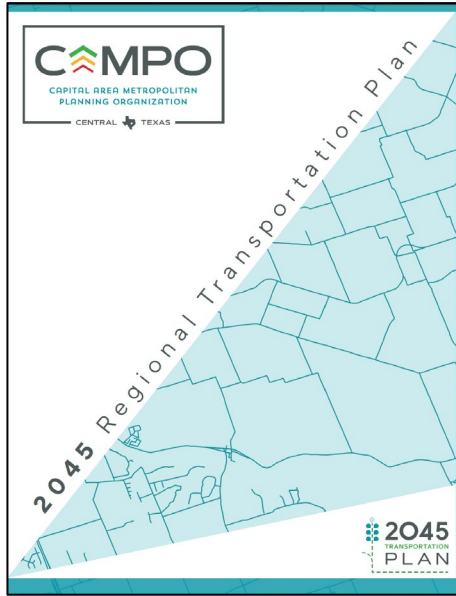 CAMPO
CAPITAL AREA METROPOLITAN
PLANNING ORGANIZATION
CENTRAL TEXAS
2045 Regional Transportation Plan
2045
TRANSPORTATION
PLAN